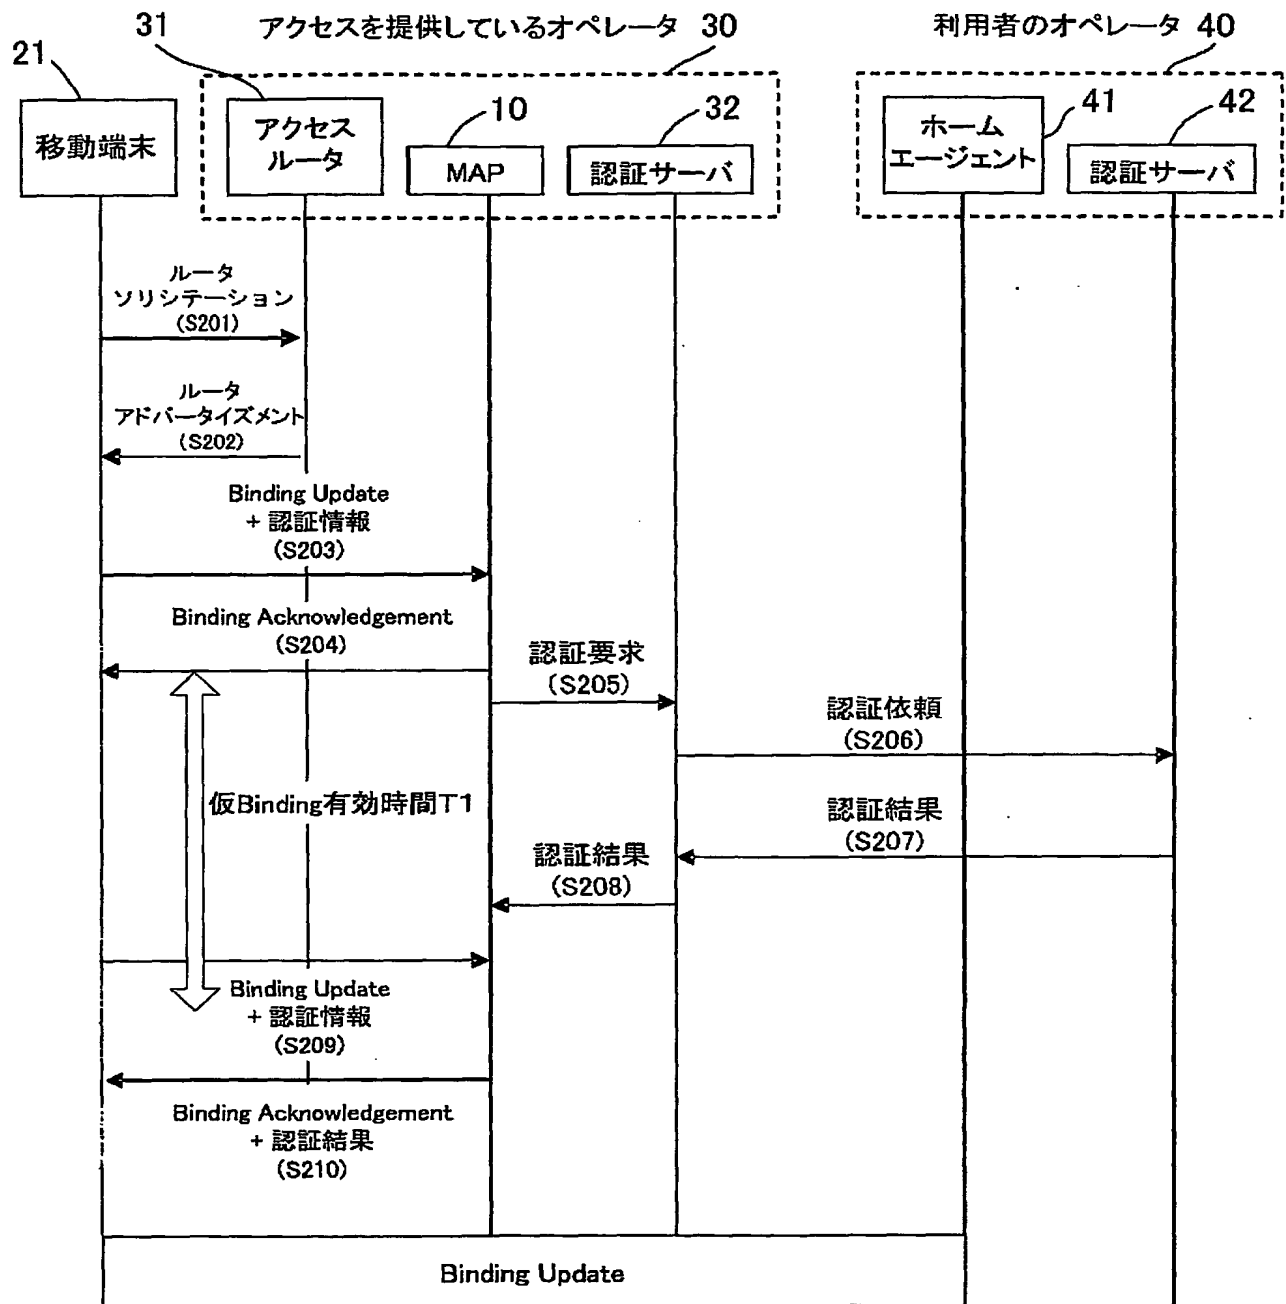 31
アクセスを提供しているオペレータ 30
利用者のオペレータ 40
21
移動端末
アクセス
ルータ
10
MAP
32
認証サーバ
ホーム
エージェント
41
42
認証サーバ
ルータ
ソリシテーション
(S201)
ルータ
アドバータイズメント
(S202)
Binding Update
+ 認証情報
(S203)
Binding Acknowledgement
(S204)
認証要求
(S205)
認証依頼
(S206)
仮Binding有効時間T1
認証結果
(S207)
認証結果
(S208)
Binding Update
+ 認証情報
(S209)
Binding Acknowledgement
+ 認証結果
(S210)
Binding Update